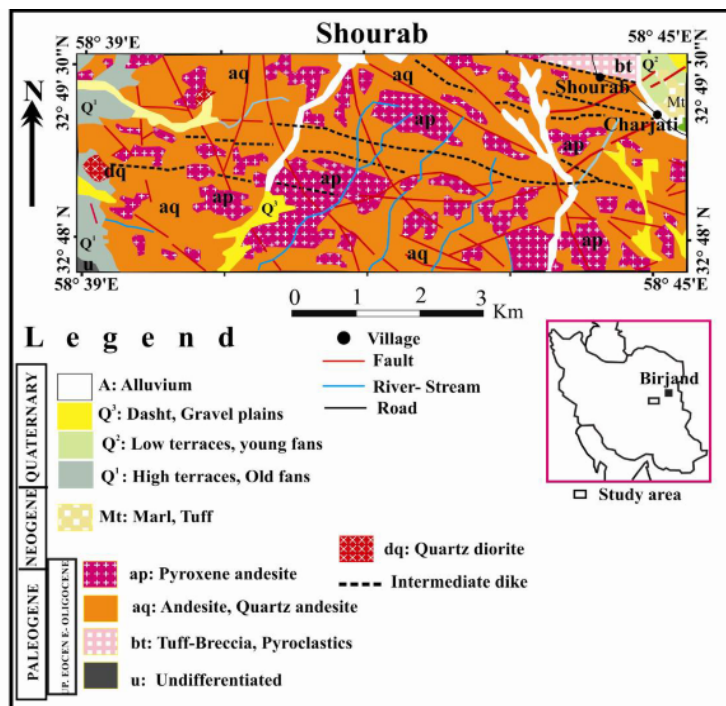 Shourab
58° 39'E
58° 45'E
N
32° 49' 30"N
32° 49' 30"N
aq
aq
bt
Q²
Shourab
Mt
Q¹
Charjati
ap
ap
dq
ap
aq
ap
Q³
Q¹
aq
ap
u
32° 48' N
32° 48' N
58° 39'E
58° 45'E
0 1 2 3 Km
Legend
Village
Fault
River- Stream
Road
QUATERNARY
A: Alluvium
Q³: Dasht, Gravel plains
Q²: Low terraces, young fans
Q¹: High terraces, Old fans
NEOGENE
Mt: Marl, Tuff
PALEOGENE
UP. EOCEN E- OLIGOCENE
ap: Pyroxene andesite
aq: Andesite, Quartz andesite
bt: Tuff-Breccia, Pyroclastics
u: Undifferentiated
dq: Quartz diorite
Intermediate dike
Birjand
Study area